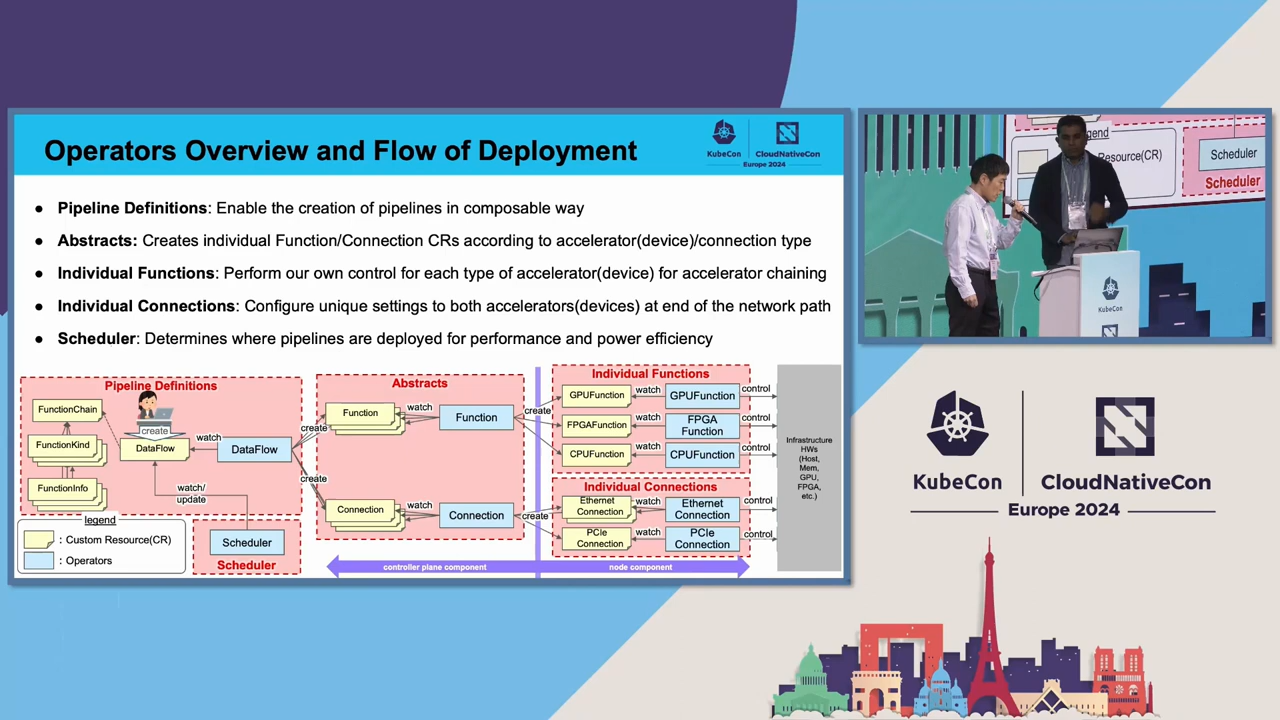 Operators Overview and Flow of Deployment
KubeCon
CloudNativeCon
Europe 2024
● Pipeline Definitions: Enable the creation of pipelines in composable way
● Abstracts: Creates individual Function/Connection CRs according to accelerator(device)/connection type
● Individual Functions: Perform our own control for each type of accelerator(device) for accelerator chaining
● Individual Connections: Configure unique settings to both accelerators(devices) at end of the network path
● Scheduler: Determines where pipelines are deployed for performance and power efficiency
Pipeline Definitions
FunctionChain
FunctionKind
FunctionInfo
create
DataFlow
watch
DataFlow
watch/
update
Scheduler
Scheduler
legend
: Custom Resource(CR)
: Operators
create
create
Abstracts
Function
watch
Function
Connection
watch
Connection
create
create
Individual Functions
GPUFunction
watch
GPUFunction
control
FPGAFunction
watch
FPGA
Function
control
CPUFunction
watch
CPUFunction
control
Individual Connections
Ethernet
Connection
watch
Ethernet
Connection
control
PCIe
Connection
watch
PCIe
Connection
control
Infrastructure
HWs
(Host,
Mem,
GPU,
FPGA,
etc.)
controller plane component
node component
legend
Resource(CR)
Scheduler
Scheduler
KubeCon
KubeCon
CloudNativeCon
Europe 2024